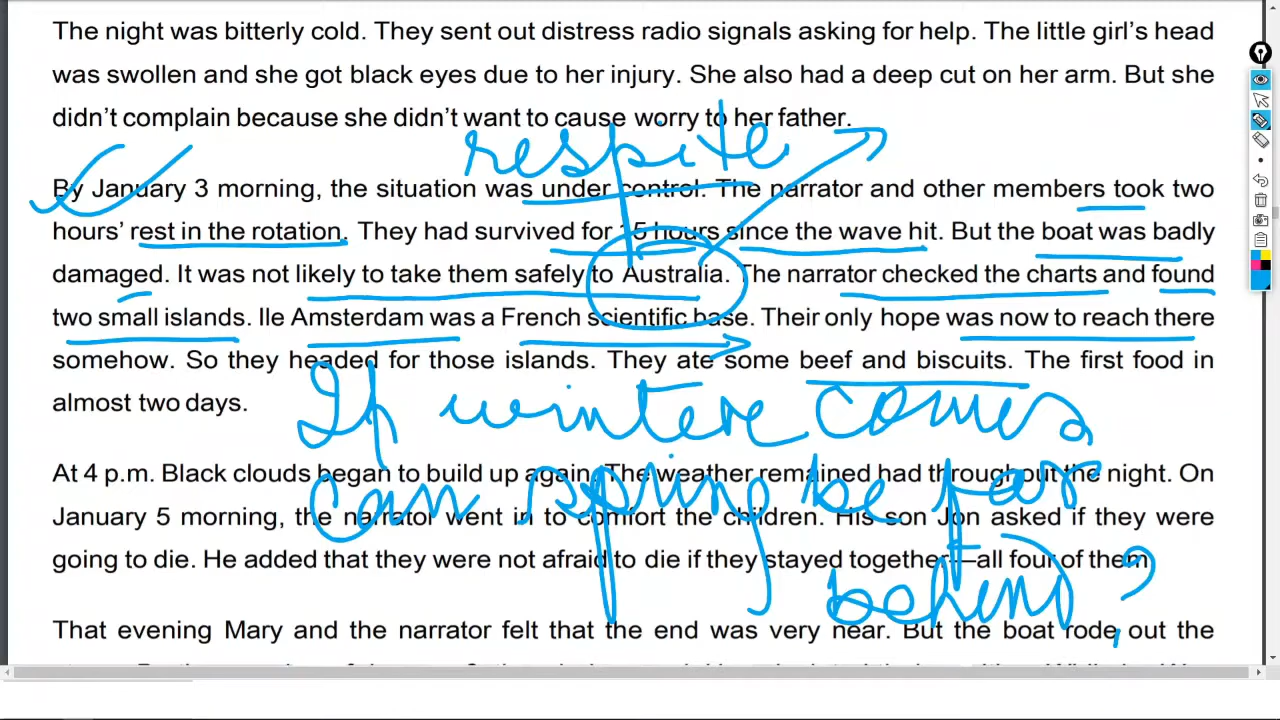 The night was bitterly cold. They sent out distress radio signals asking for help. The little girl's head
was swollen and she got black eyes due to her injury. She also had a deep cut on her arm. But she
didn't complain because she didn't want to cause worry to her father.
respite
By January 3 morning, the situation was under control. The narrator and other members took two
hours' rest in the rotation. They had survived for 15 hours since the wave hit. But the boat was badly
damaged. It was not likely to take them safely to Australia. The narrator checked the charts and found
two small islands. Ile Amsterdam was a French scientific base. Their only hope was now to reach there
somehow. So they headed for those islands. They ate some beef and biscuits. The first food in
almost two days.
If winter comes
can spring be far
behind?
At 4 p.m. Black clouds began to build up again. The weather remained had throughout the night. On
January 5 morning, the narrator went in to comfort the children. His son Jon asked if they were
going to die. He added that they were not afraid to die if they stayed together—all four of them
That evening Mary and the narrator felt that the end was very near. But the boat rode out the